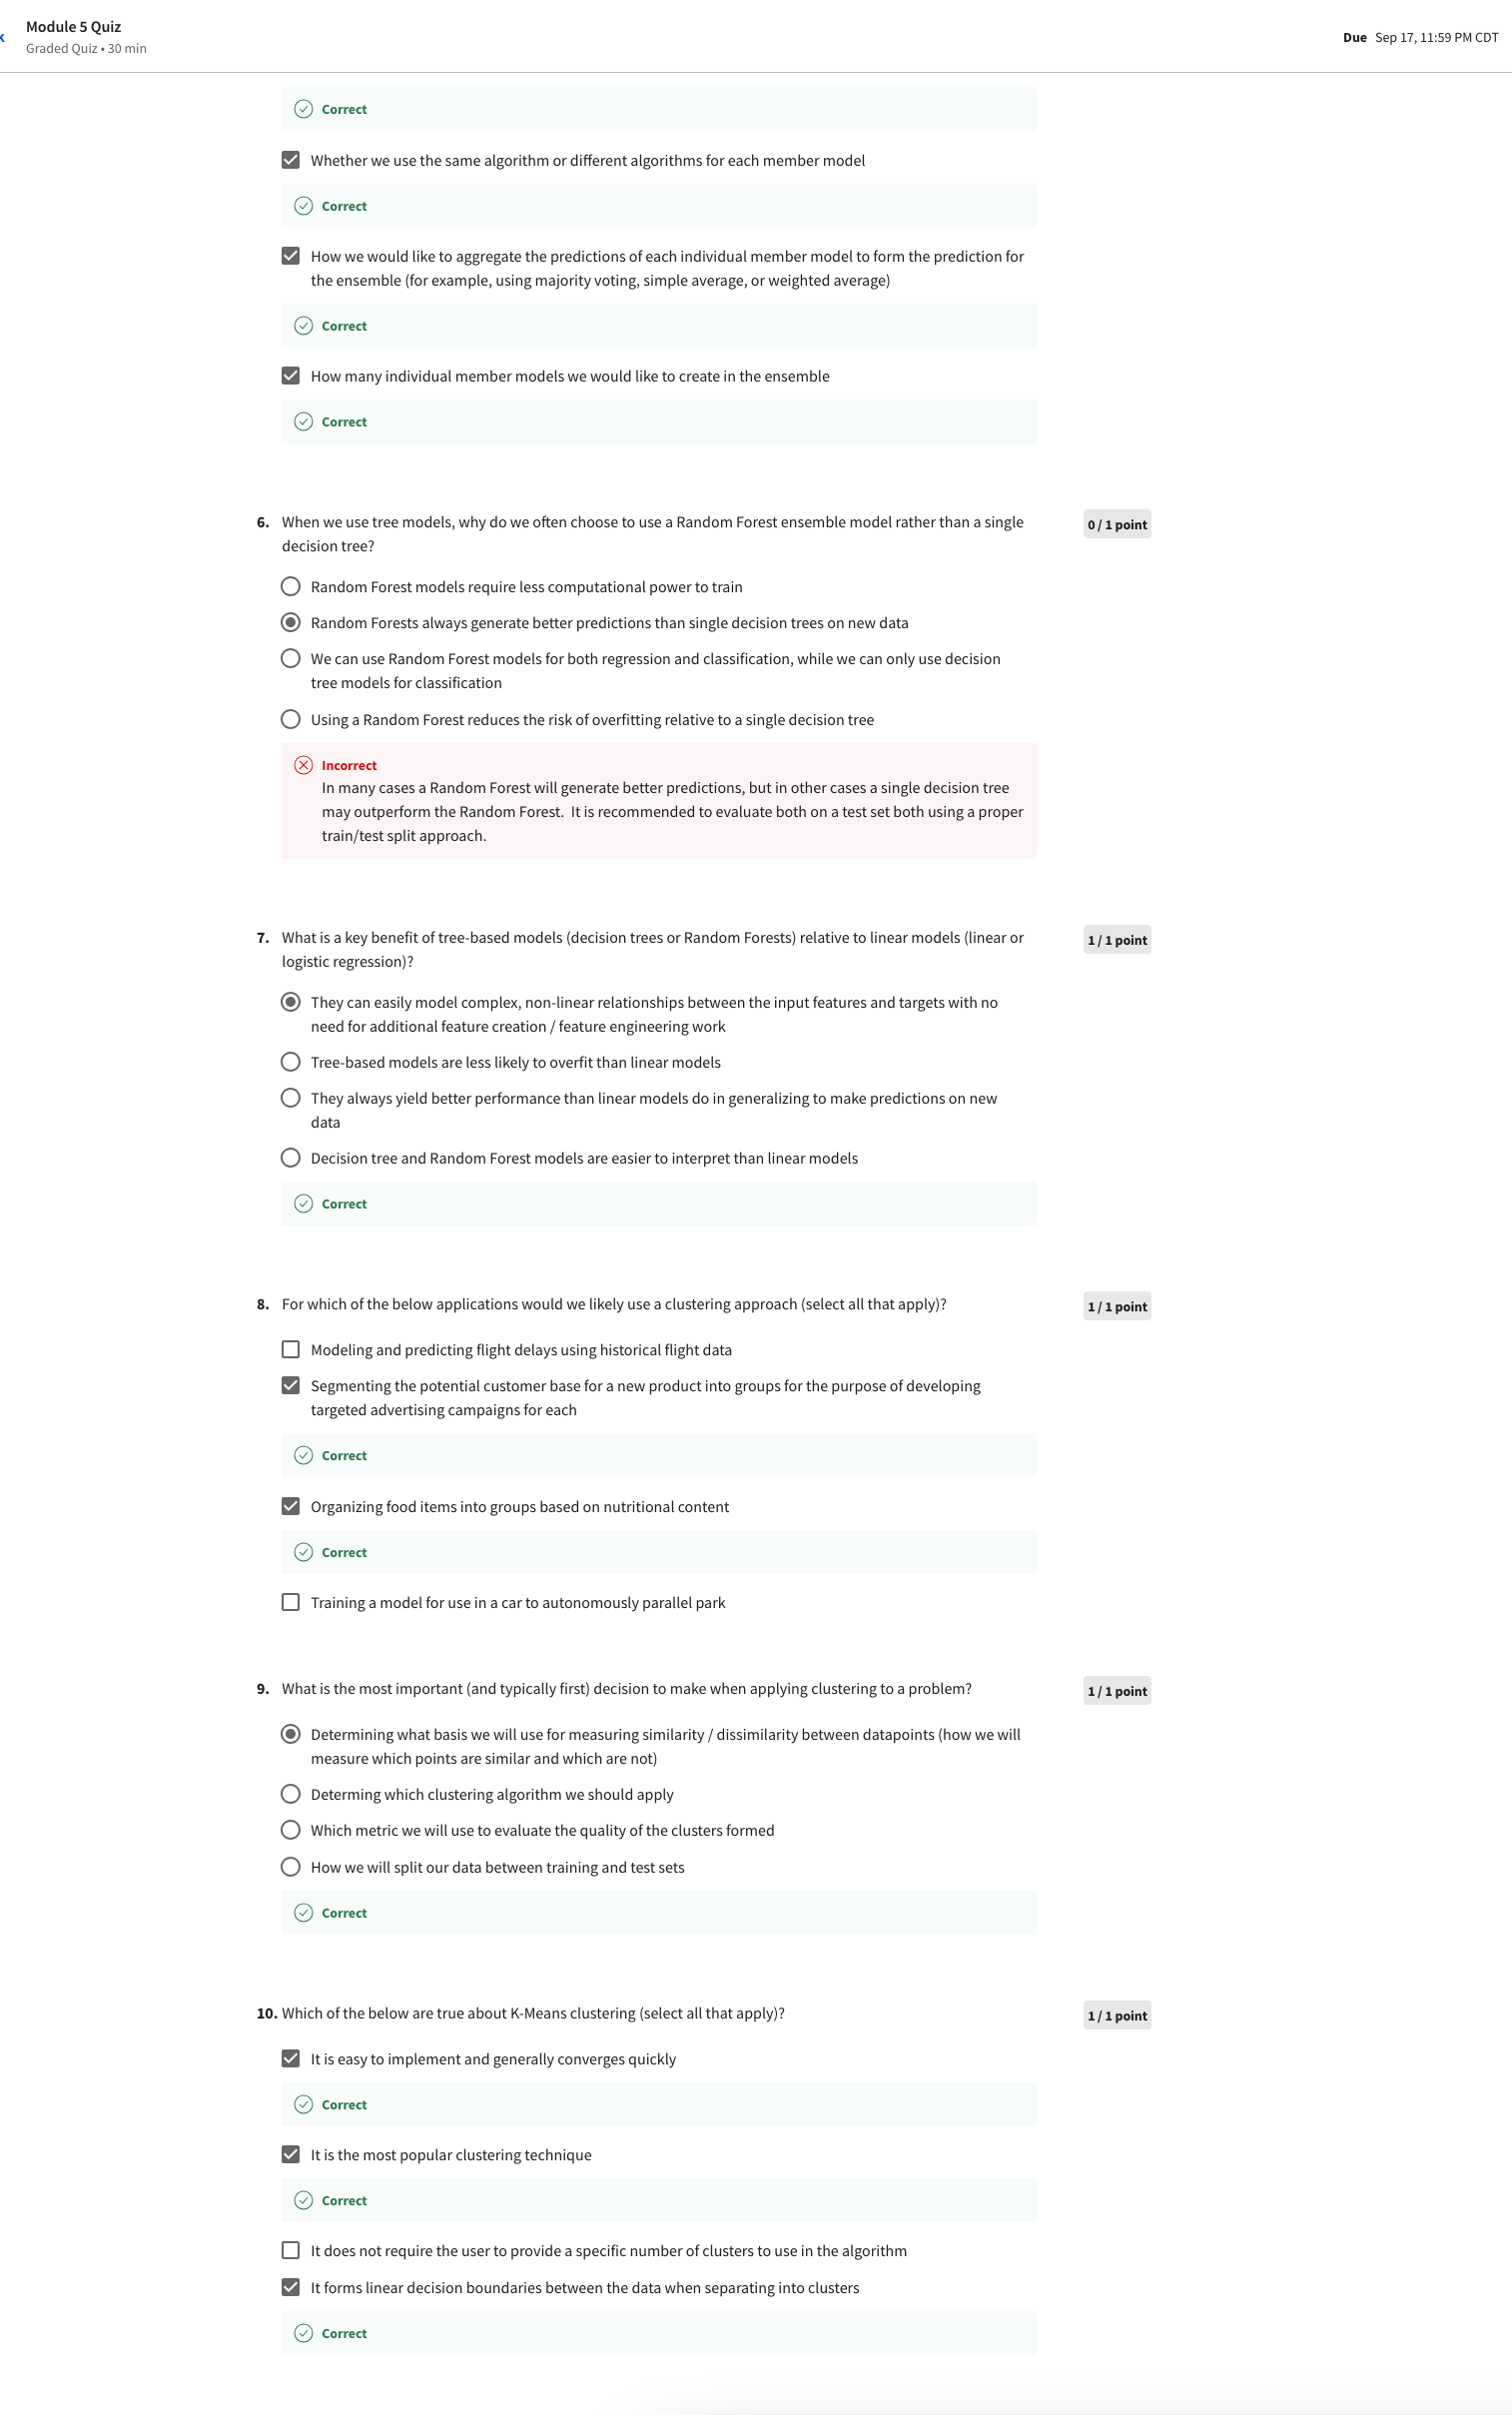 Module 5 Quiz
Graded Quiz • 30 min
Due Sep 17, 11:59 PM CDT
Correct
Whether we use the same algorithm or different algorithms for each member model
Correct
How we would like to aggregate the predictions of each individual member model to form the prediction for
the ensemble (for example, using majority voting, simple average, or weighted average)
Correct
How many individual member models we would like to create in the ensemble
Correct
6. When we use tree models, why do we often choose to use a Random Forest ensemble model rather than a single
decision tree?
0 / 1 point
Random Forest models require less computational power to train
Random Forests always generate better predictions than single decision trees on new data
We can use Random Forest models for both regression and classification, while we can only use decision
tree models for classification
Using a Random Forest reduces the risk of overfitting relative to a single decision tree
Incorrect
In many cases a Random Forest will generate better predictions, but in other cases a single decision tree
may outperform the Random Forest. It is recommended to evaluate both on a test set both using a proper
train/test split approach.
7. What is a key benefit of tree-based models (decision trees or Random Forests) relative to linear models (linear or
logistic regression)?
1 / 1 point
They can easily model complex, non-linear relationships between the input features and targets with no
need for additional feature creation / feature engineering work
Tree-based models are less likely to overfit than linear models
They always yield better performance than linear models do in generalizing to make predictions on new
data
Decision tree and Random Forest models are easier to interpret than linear models
Correct
8. For which of the below applications would we likely use a clustering approach (select all that apply)?
1 / 1 point
Modeling and predicting flight delays using historical flight data
Segmenting the potential customer base for a new product into groups for the purpose of developing
targeted advertising campaigns for each
Correct
Organizing food items into groups based on nutritional content
Correct
Training a model for use in a car to autonomously parallel park
9. What is the most important (and typically first) decision to make when applying clustering to a problem?
1 / 1 point
Determining what basis we will use for measuring similarity / dissimilarity between datapoints (how we will
measure which points are similar and which are not)
Determing which clustering algorithm we should apply
Which metric we will use to evaluate the quality of the clusters formed
How we will split our data between training and test sets
Correct
10. Which of the below are true about K-Means clustering (select all that apply)?
1 / 1 point
It is easy to implement and generally converges quickly
Correct
It is the most popular clustering technique
Correct
It does not require the user to provide a specific number of clusters to use in the algorithm
It forms linear decision boundaries between the data when separating into clusters
Correct